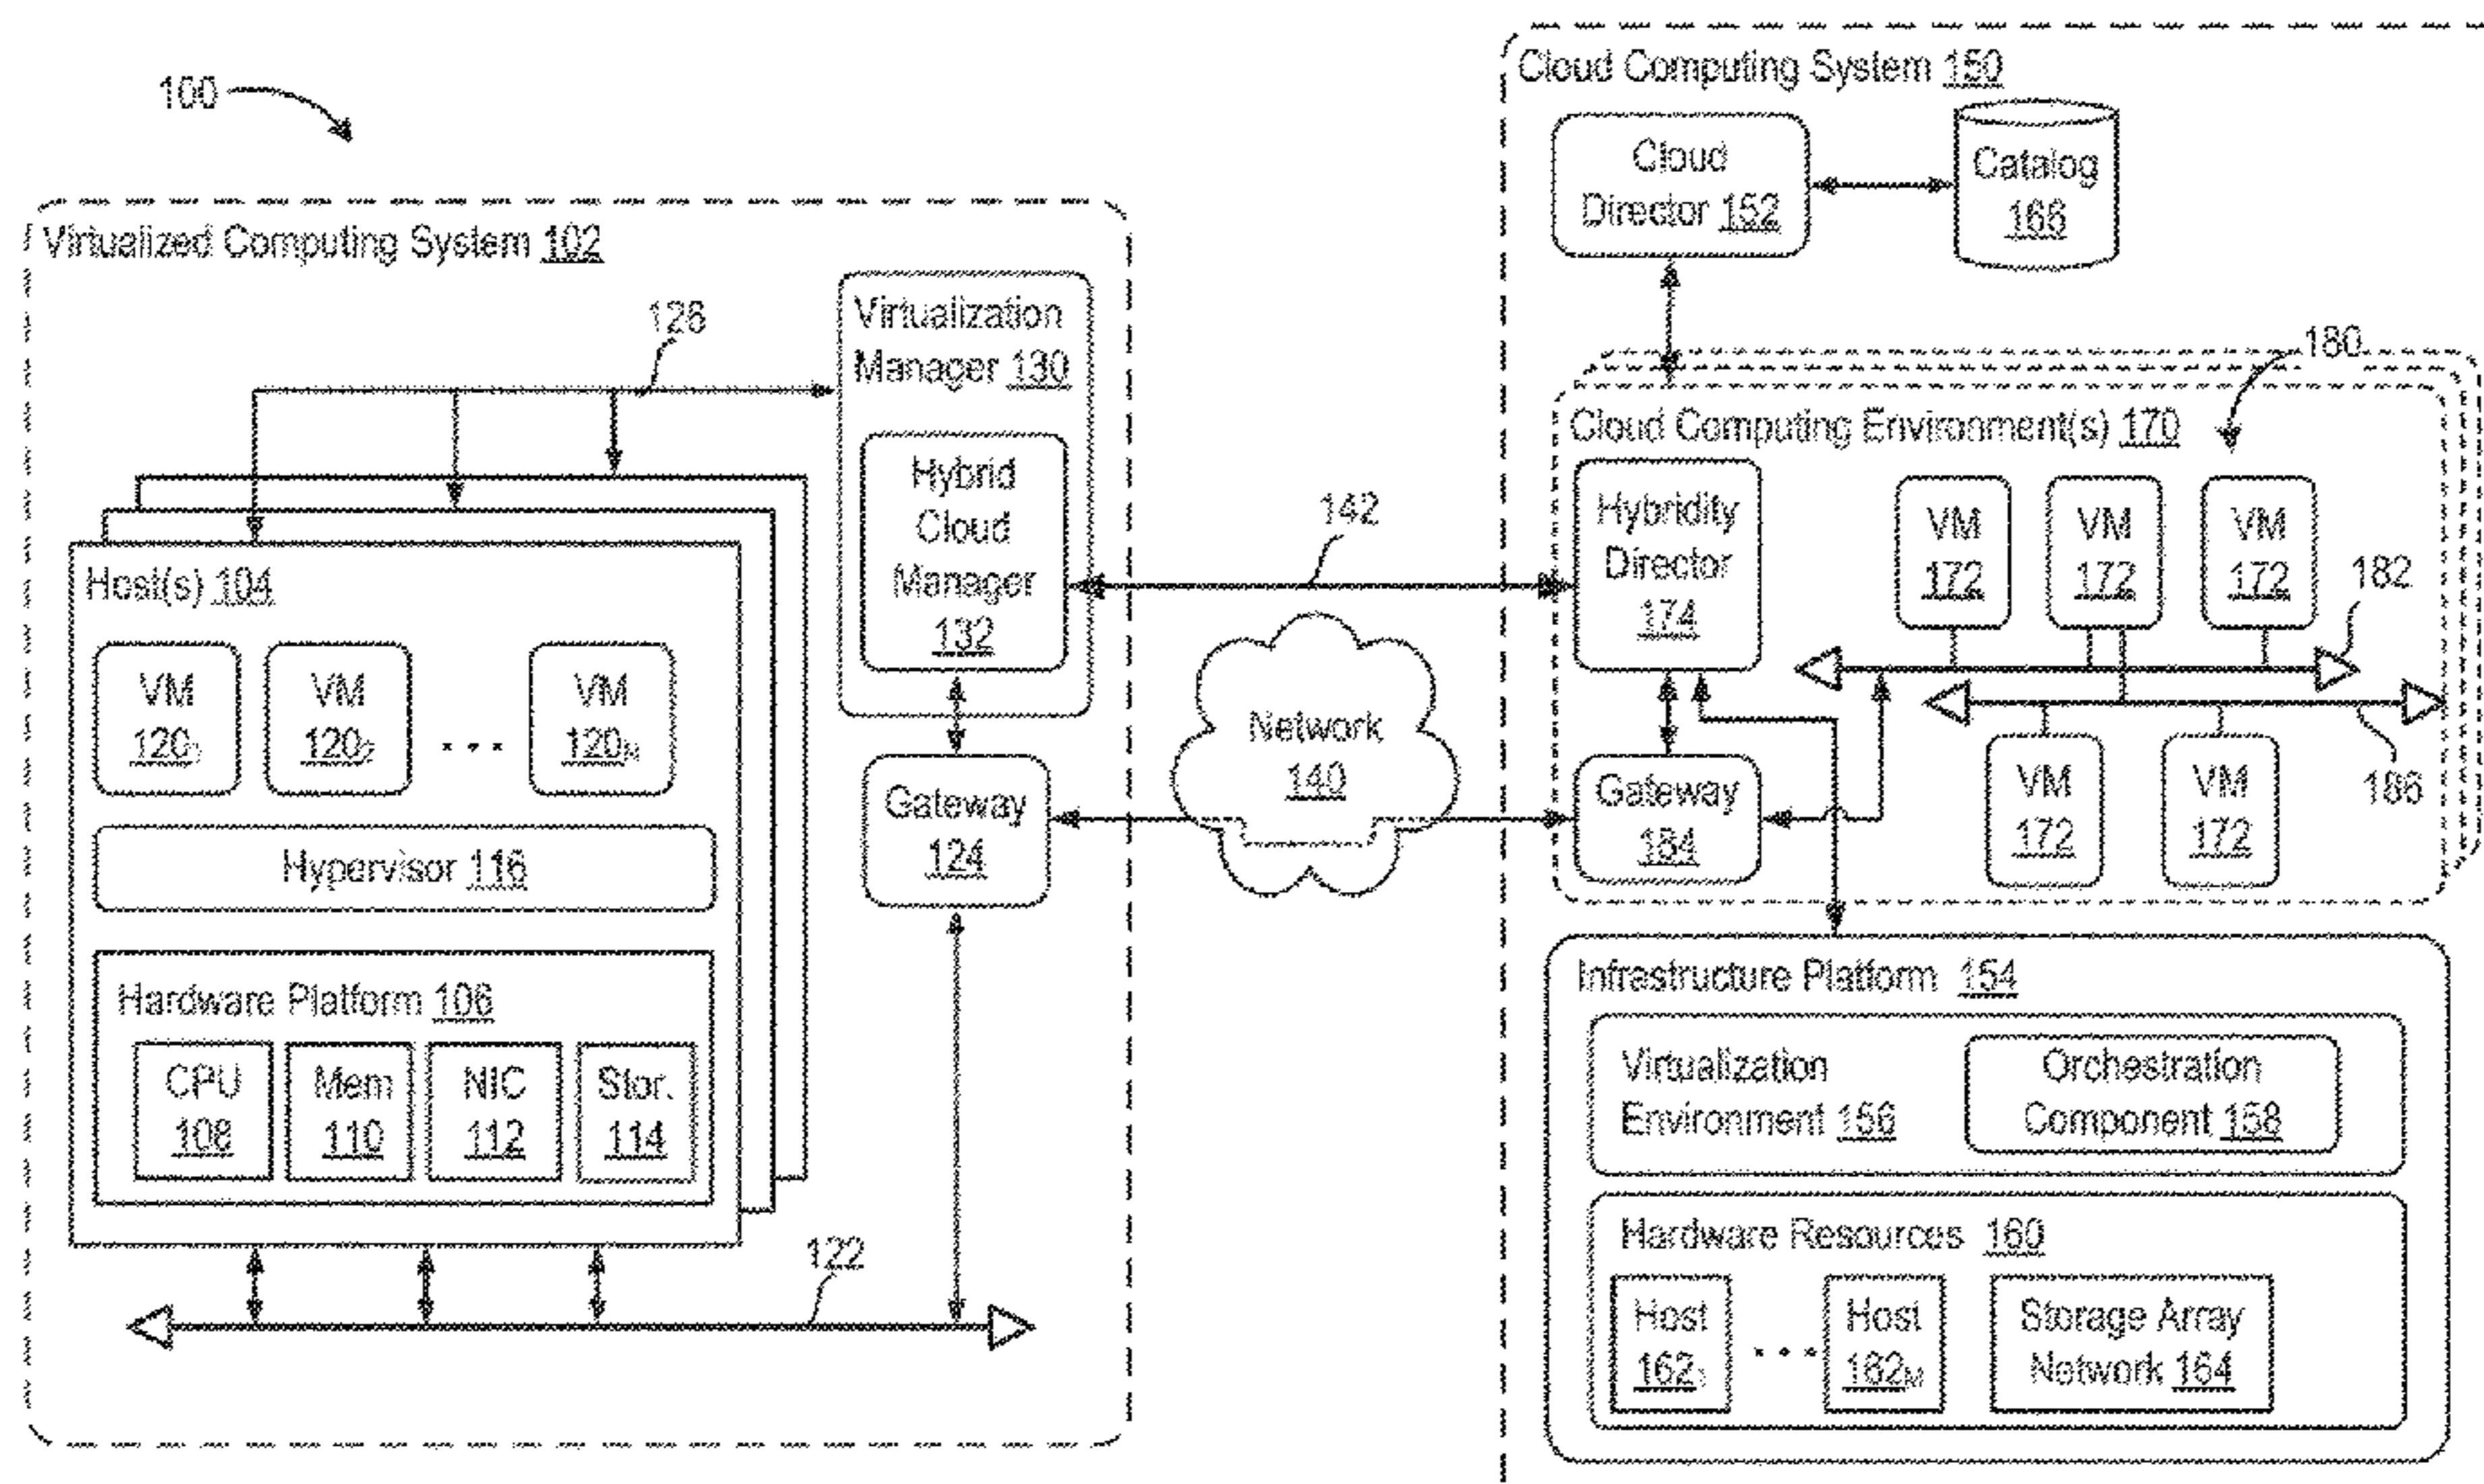 100
Virtualized Computing System 102
126
Virtualization
Manager 130
Hybrid
Cloud
Manager
132
Host(s) 104
VM
120₁
VM
120₂
...
VM
120N
Hypervisor 116
Hardware Platform 106
CPU
108
Mem
110
NIC
112
Stor.
114
Gateway
124
122
142
Network
140
Cloud Computing System 150
Cloud
Director 152
Catalog
166
180
Cloud Computing Environment(s) 170
Hybridity
Director
174
VM
172
VM
172
VM
172
182
Gateway
184
VM
172
VM
172
186
Infrastructure Platform 154
Virtualization
Environment 156
Orchestration
Component 158
Hardware Resources 160
Host
162₁
...
Host
162M
Storage Array
Network 164